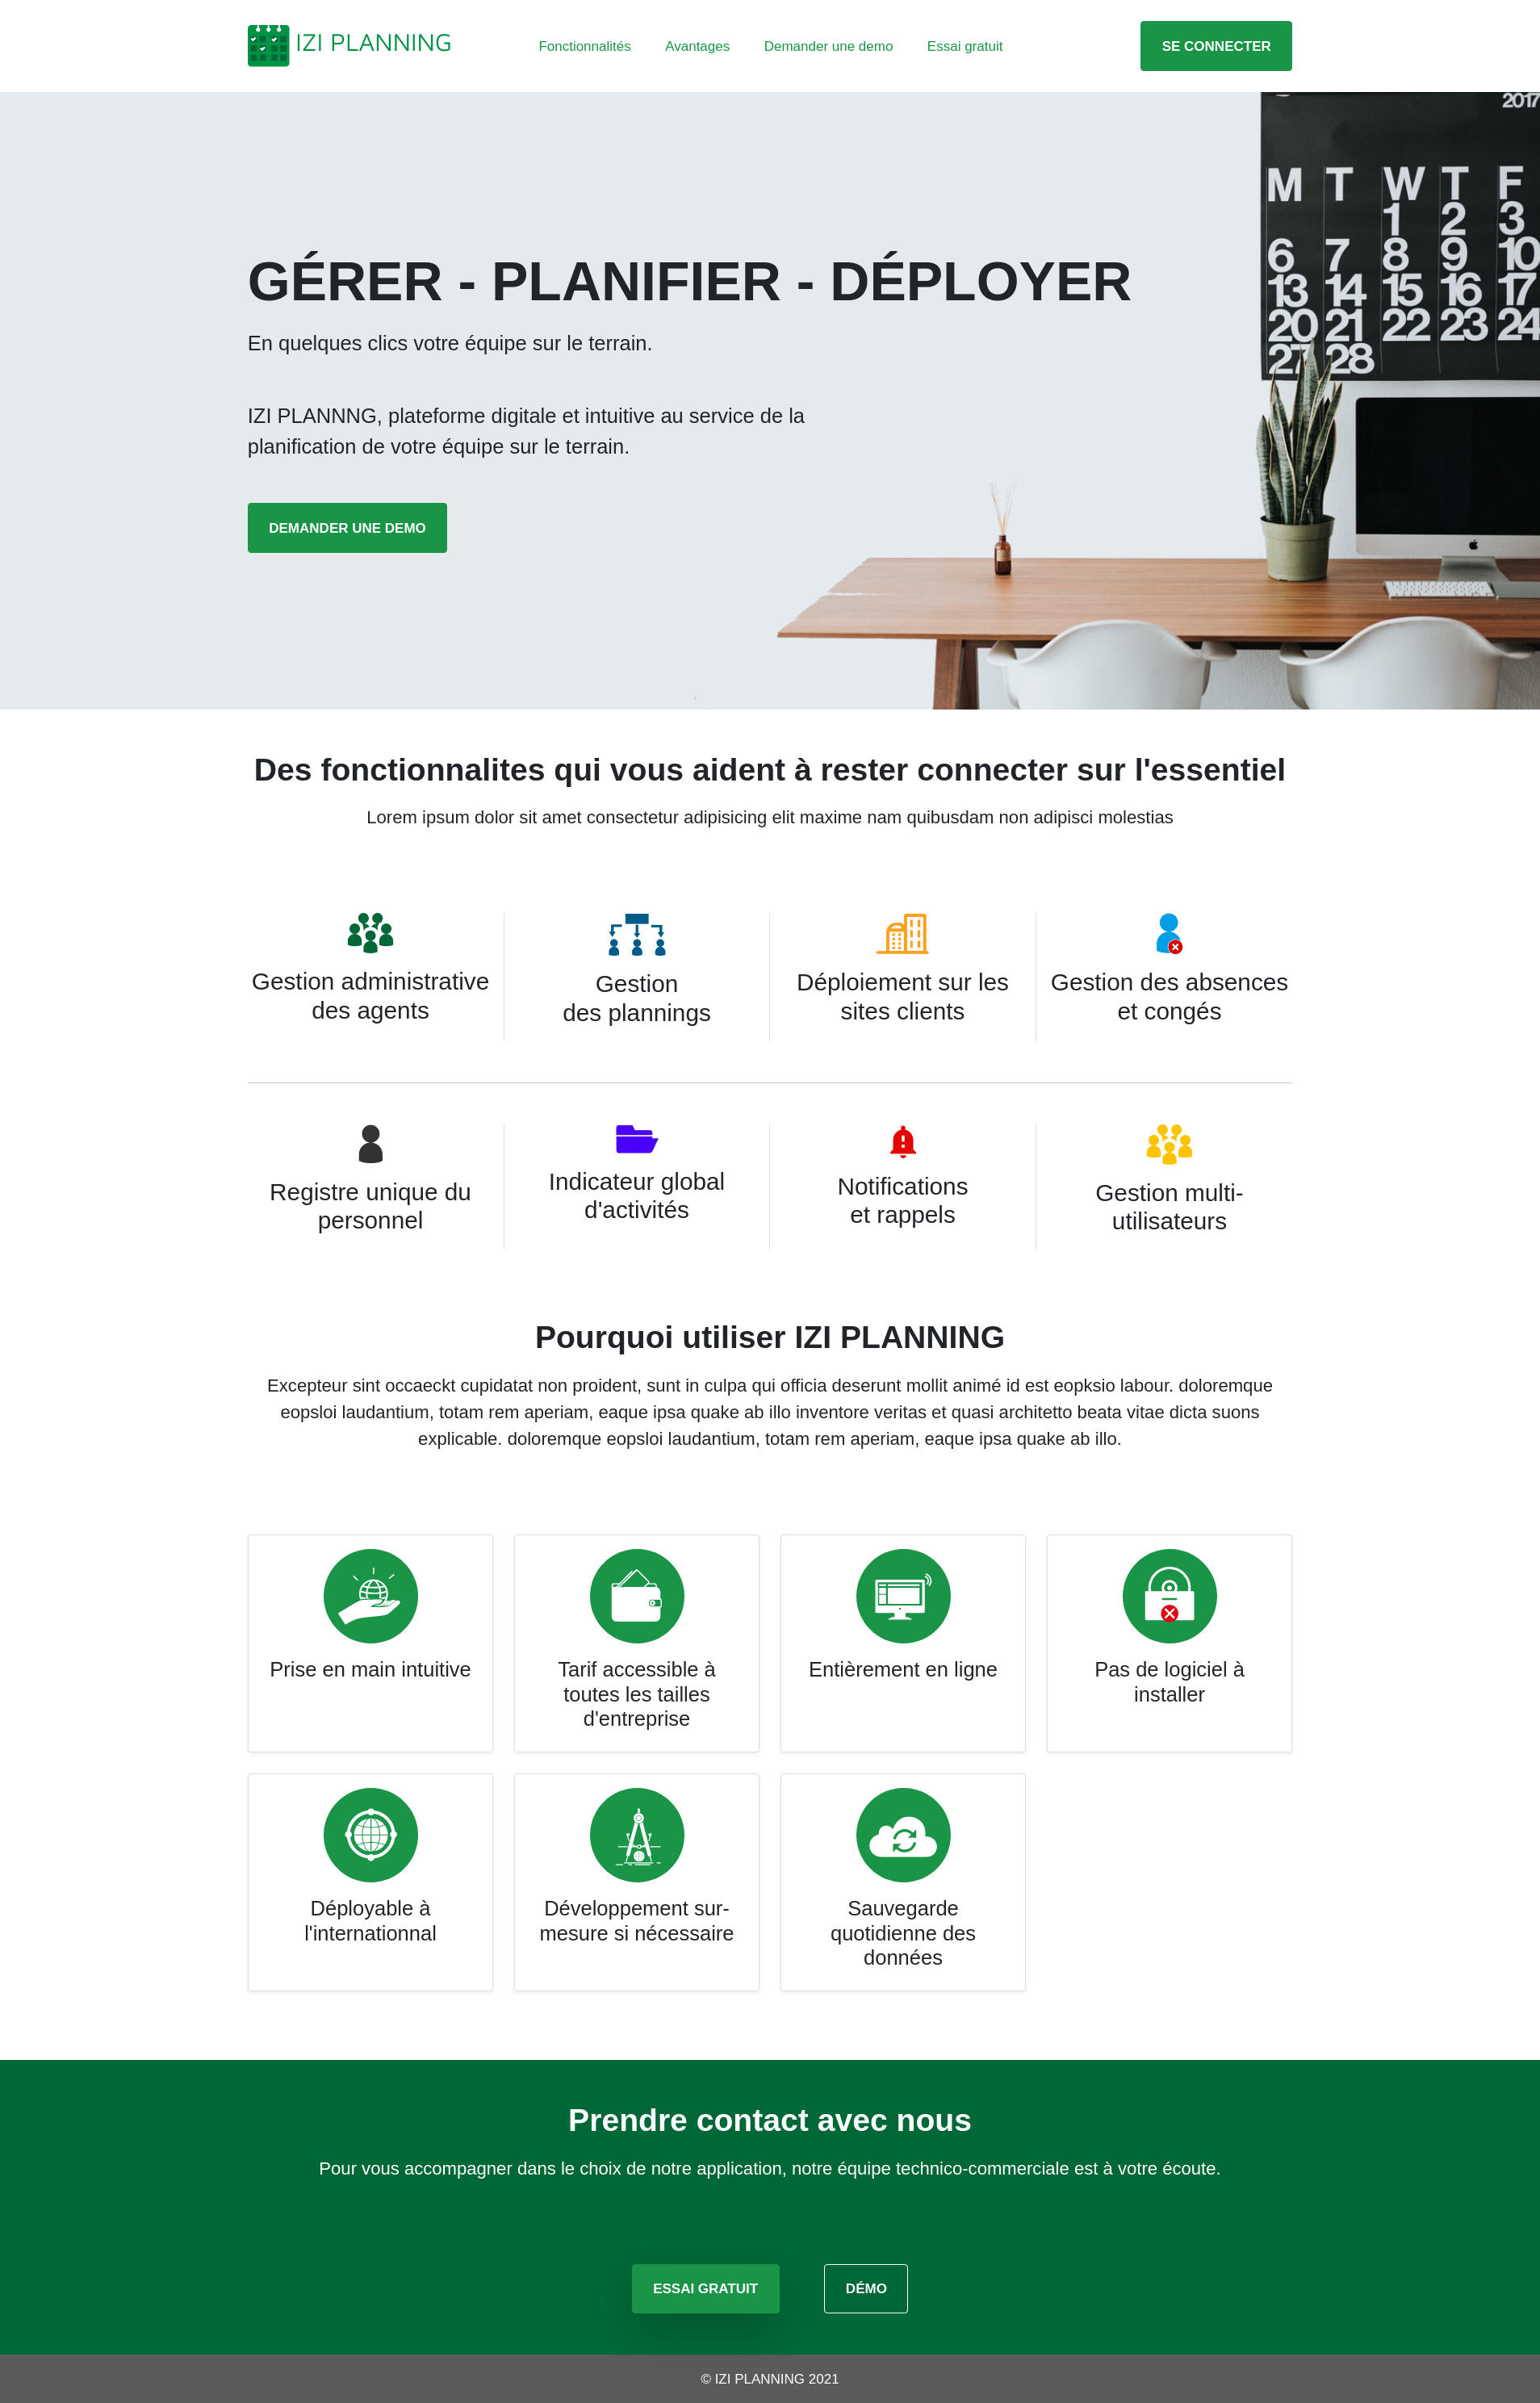 IZI PLANNING
Fonctionnalités
Avantages
Demander une demo
Essai gratuit
SE CONNECTER
2017
M T W T F
1 2 3
6 7 8 9 10
13 14 15 16 17
20 21 22 23 24
27 28
GÉRER - PLANIFIER - DÉPLOYER
En quelques clics votre équipe sur le terrain.
IZI PLANNNG, plateforme digitale et intuitive au service de la
planification de votre équipe sur le terrain.
DEMANDER UNE DEMO
Des fonctionnalites qui vous aident à rester connecter sur l'essentiel
Lorem ipsum dolor sit amet consectetur adipisicing elit maxime nam quibusdam non adipisci molestias
Gestion administrative
des agents
Gestion
des plannings
Déploiement sur les
sites clients
Gestion des absences
et congés
Registre unique du
personnel
Indicateur global
d'activités
Notifications
et rappels
Gestion multi-
utilisateurs
Pourquoi utiliser IZI PLANNING
Excepteur sint occaeckt cupidatat non proident, sunt in culpa qui officia deserunt mollit animé id est eopksio labour. doloremque
eopsloi laudantium, totam rem aperiam, eaque ipsa quake ab illo inventore veritas et quasi architetto beata vitae dicta suons
explicable. doloremque eopsloi laudantium, totam rem aperiam, eaque ipsa quake ab illo.
Prise en main intuitive
Tarif accessible à
toutes les tailles
d'entreprise
Entièrement en ligne
Pas de logiciel à
installer
Déployable à
l'internationnal
Développement sur-
mesure si nécessaire
Sauvegarde
quotidienne des
données
Prendre contact avec nous
Pour vous accompagner dans le choix de notre application, notre équipe technico-commerciale est à votre écoute.
ESSAI GRATUIT
DÉMO
© IZI PLANNING 2021